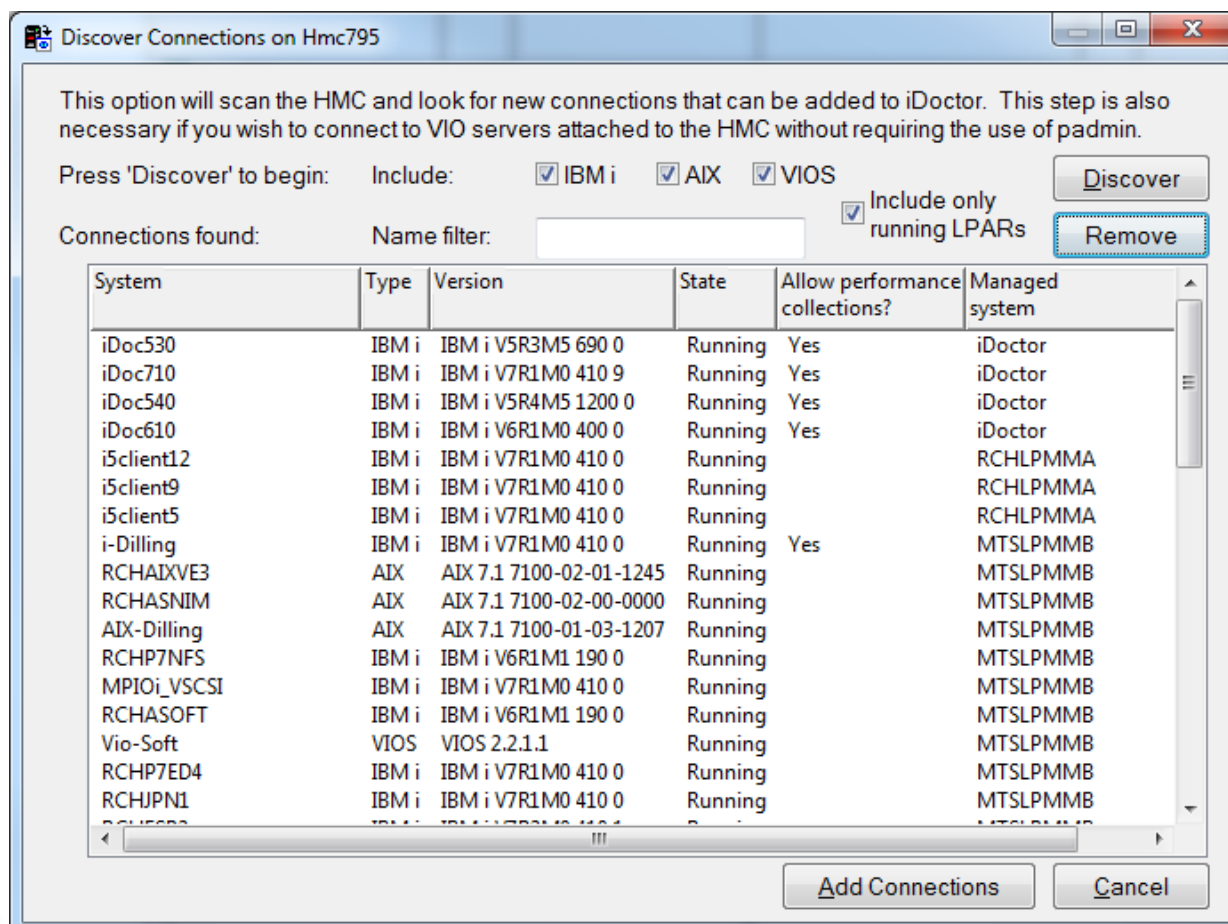 Discover Connections on Hmc795
This option will scan the HMC and look for new connections that can be added to iDoctor. This step is also
necessary if you wish to connect to VIO servers attached to the HMC without requiring the use of padmin.
Press 'Discover' to begin: Include: IBM i AIX VIOS Include only running LPARs Discover
Connections found: Name filter: Remove
System Type Version State Allow performance collections? Managed system
iDoc530 IBM i IBM i V5R3M5 690 0 Running Yes iDoctor
iDoc710 IBM i IBM i V7R1M0 410 9 Running Yes iDoctor
iDoc540 IBM i IBM i V5R4M5 1200 0 Running Yes iDoctor
iDoc610 IBM i IBM i V6R1M0 400 0 Running Yes iDoctor
i5client12 IBM i IBM i V7R1M0 410 0 Running RCHLPMMA
i5client9 IBM i IBM i V7R1M0 410 0 Running RCHLPMMA
i5client5 IBM i IBM i V7R1M0 410 0 Running RCHLPMMA
i-Dilling IBM i IBM i V7R1M0 410 0 Running Yes MTSLPMMB
RCHAIXVE3 AIX AIX 7.1 7100-02-01-1245 Running MTSLPMMB
RCHASNIM AIX AIX 7.1 7100-02-00-0000 Running MTSLPMMB
AIX-Dilling AIX AIX 7.1 7100-01-03-1207 Running MTSLPMMB
RCHP7NFS IBM i IBM i V6R1M1 190 0 Running MTSLPMMB
MPIOi_VSCSI IBM i IBM i V7R1M0 410 0 Running MTSLPMMB
RCHASOFT IBM i IBM i V6R1M1 190 0 Running MTSLPMMB
Vio-Soft VIOS VIOS 2.2.1.1 Running MTSLPMMB
RCHP7ED4 IBM i IBM i V7R1M0 410 0 Running MTSLPMMB
RCHJPN1 IBM i IBM i V7R1M0 410 0 Running MTSLPMMB
Add Connections Cancel